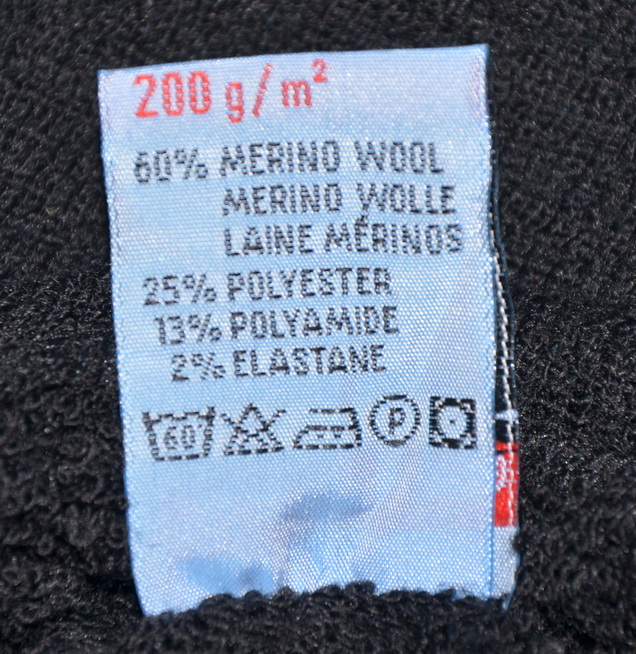 200 g/m²
60% MERINO WOOL
MERINO WOLLE
LAINE MÉRINOS
25% POLYESTER
13% POLYAMIDE
2% ELASTANE
60 P